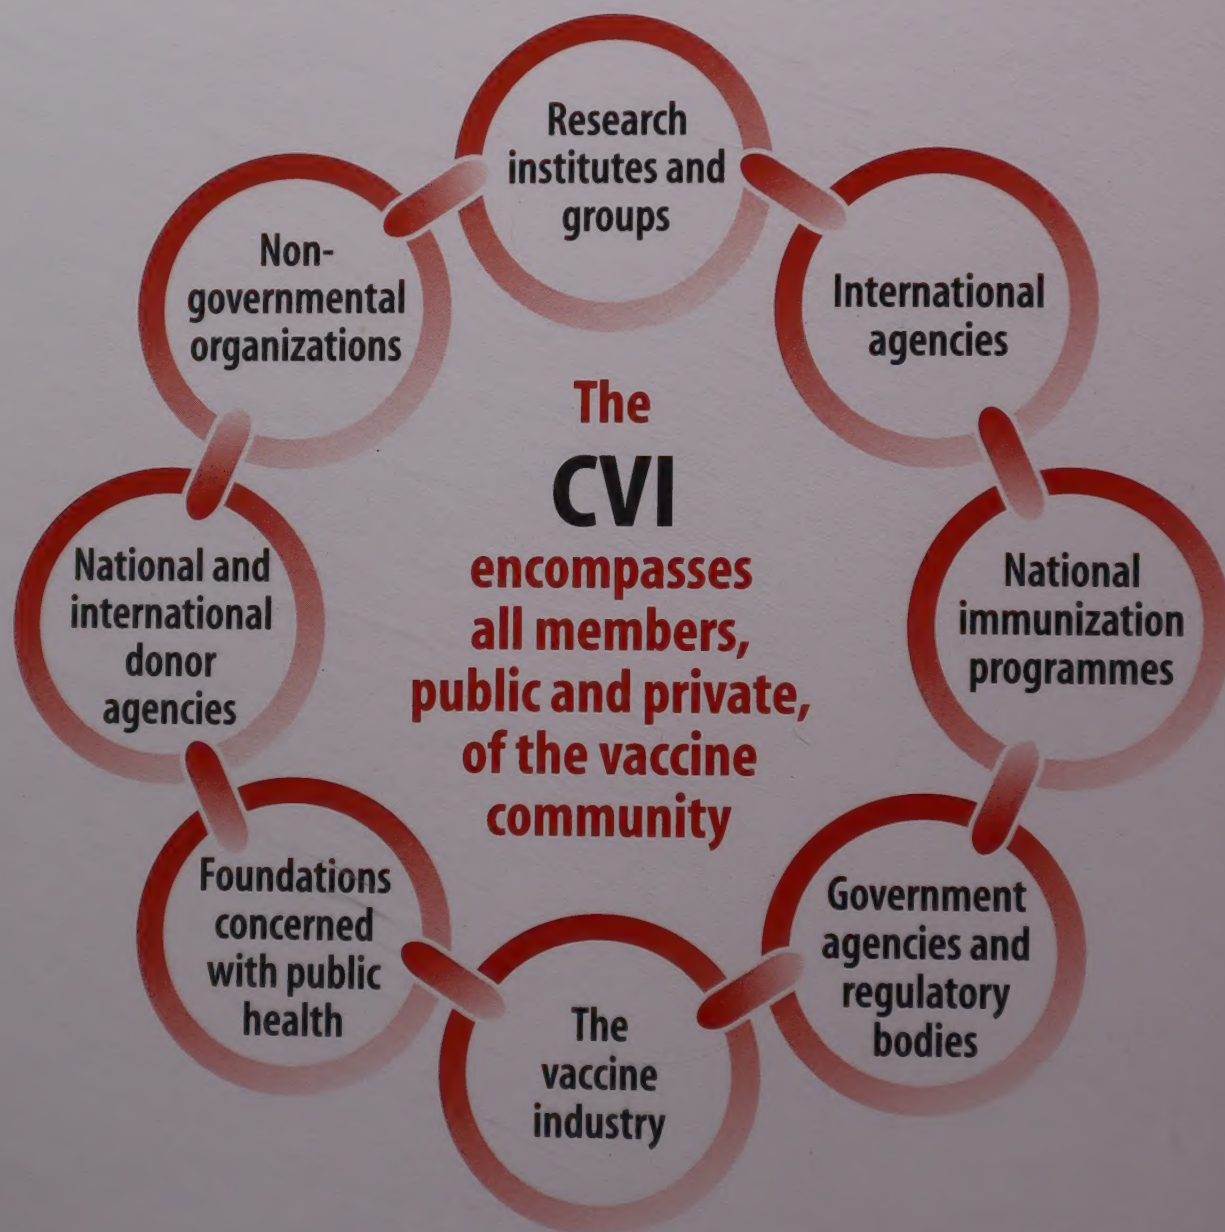 Research
institutes and
groups
International
agencies
National
immunization
programmes
Government
agencies and
regulatory
bodies
The
vaccine
industry
Foundations
concerned
with public
health
National and
international
donor
agencies
Non-
governmental
organizations
The
CVI
encompasses
all members,
public and private,
of the vaccine
community